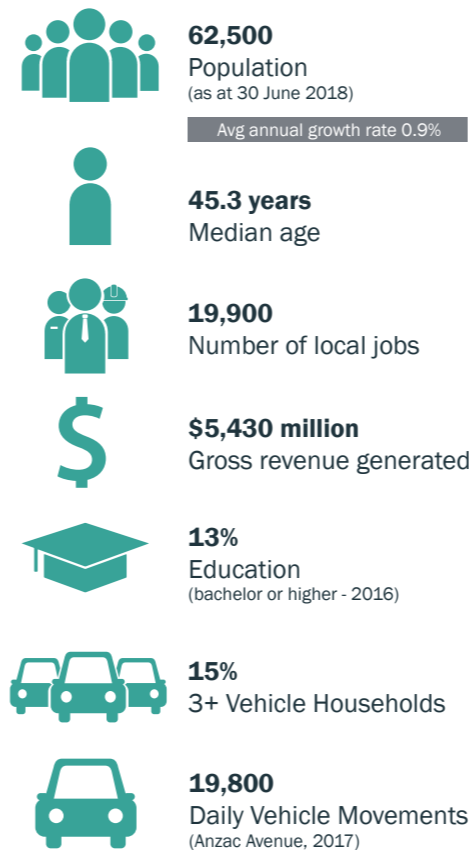 62,500
Population
(as at 30 June 2018)
Avg annual growth rate 0.9%
45.3 years
Median age
19,900
Number of local jobs
$
$5,430 million
Gross revenue generated
13%
Education
(bachelor or higher - 2016)
15%
3+ Vehicle Households
19,800
Daily Vehicle Movements
(Anzac Avenue, 2017)